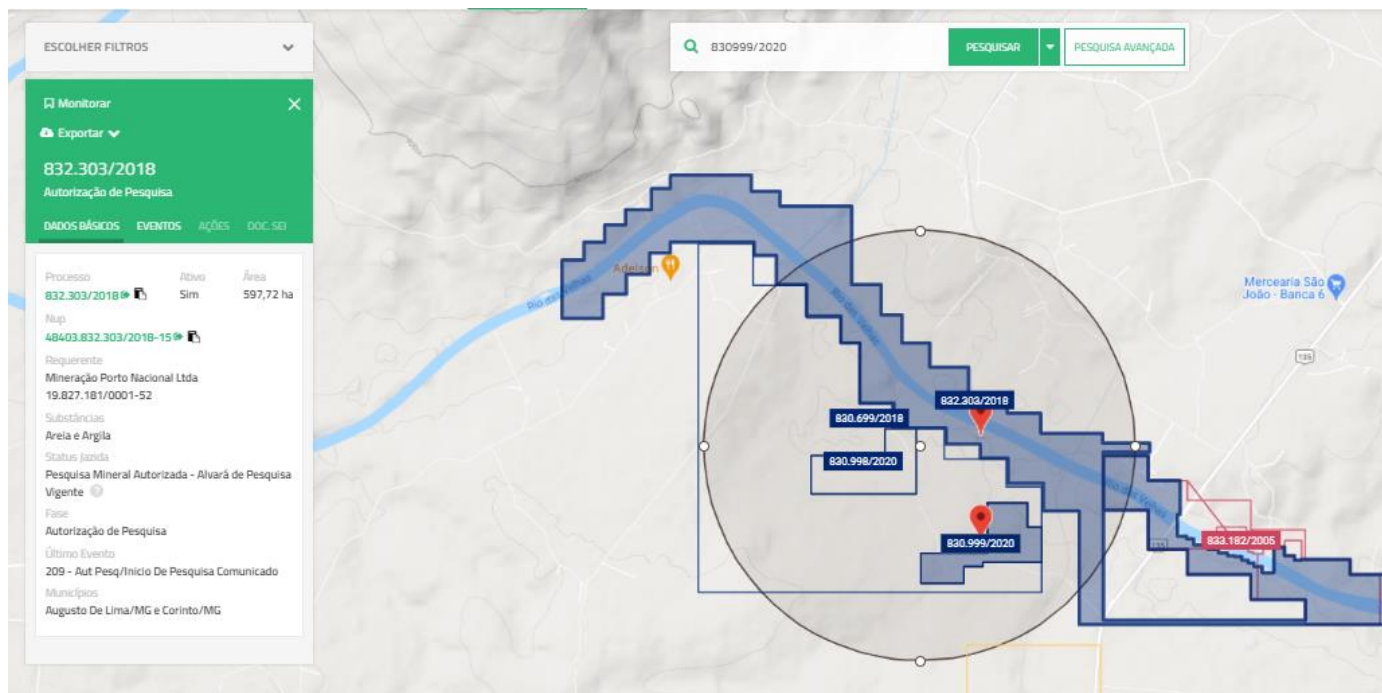 ESCOLHER FILTROS
830999/2020
PESQUISAR
PESQUISA AVANÇADA
Monitorar
Exportar
832.303/2018
Autorização de Pesquisa
DADOS BÁSICOS EVENTOS AÇÕES DOC. SEI
Processo Ativo Área
832.303/2018 Sim 597,72 ha
Nup
48403.832.303/2018-15
Requerente
Mineração Porto Nacional Ltda
19.827.181/0001-52
Substâncias
Areia e Argila
Status Jazida
Pesquisa Mineral Autorizada - Alvará de Pesquisa
Vigente
Fase
Autorização de Pesquisa
Último Evento
209 - Aut Pesq/Inicio De Pesquisa Comunicado
Municípios
Augusto De Lima/MG e Corinto/MG
Adelson
Rio das Velhas
Rio das Velhas
Mercearia São
João - Banca 6
135
832.303/2018
830.699/2018
830.998/2020
830.999/2020
Rio das Velhas
135
833.182/2005